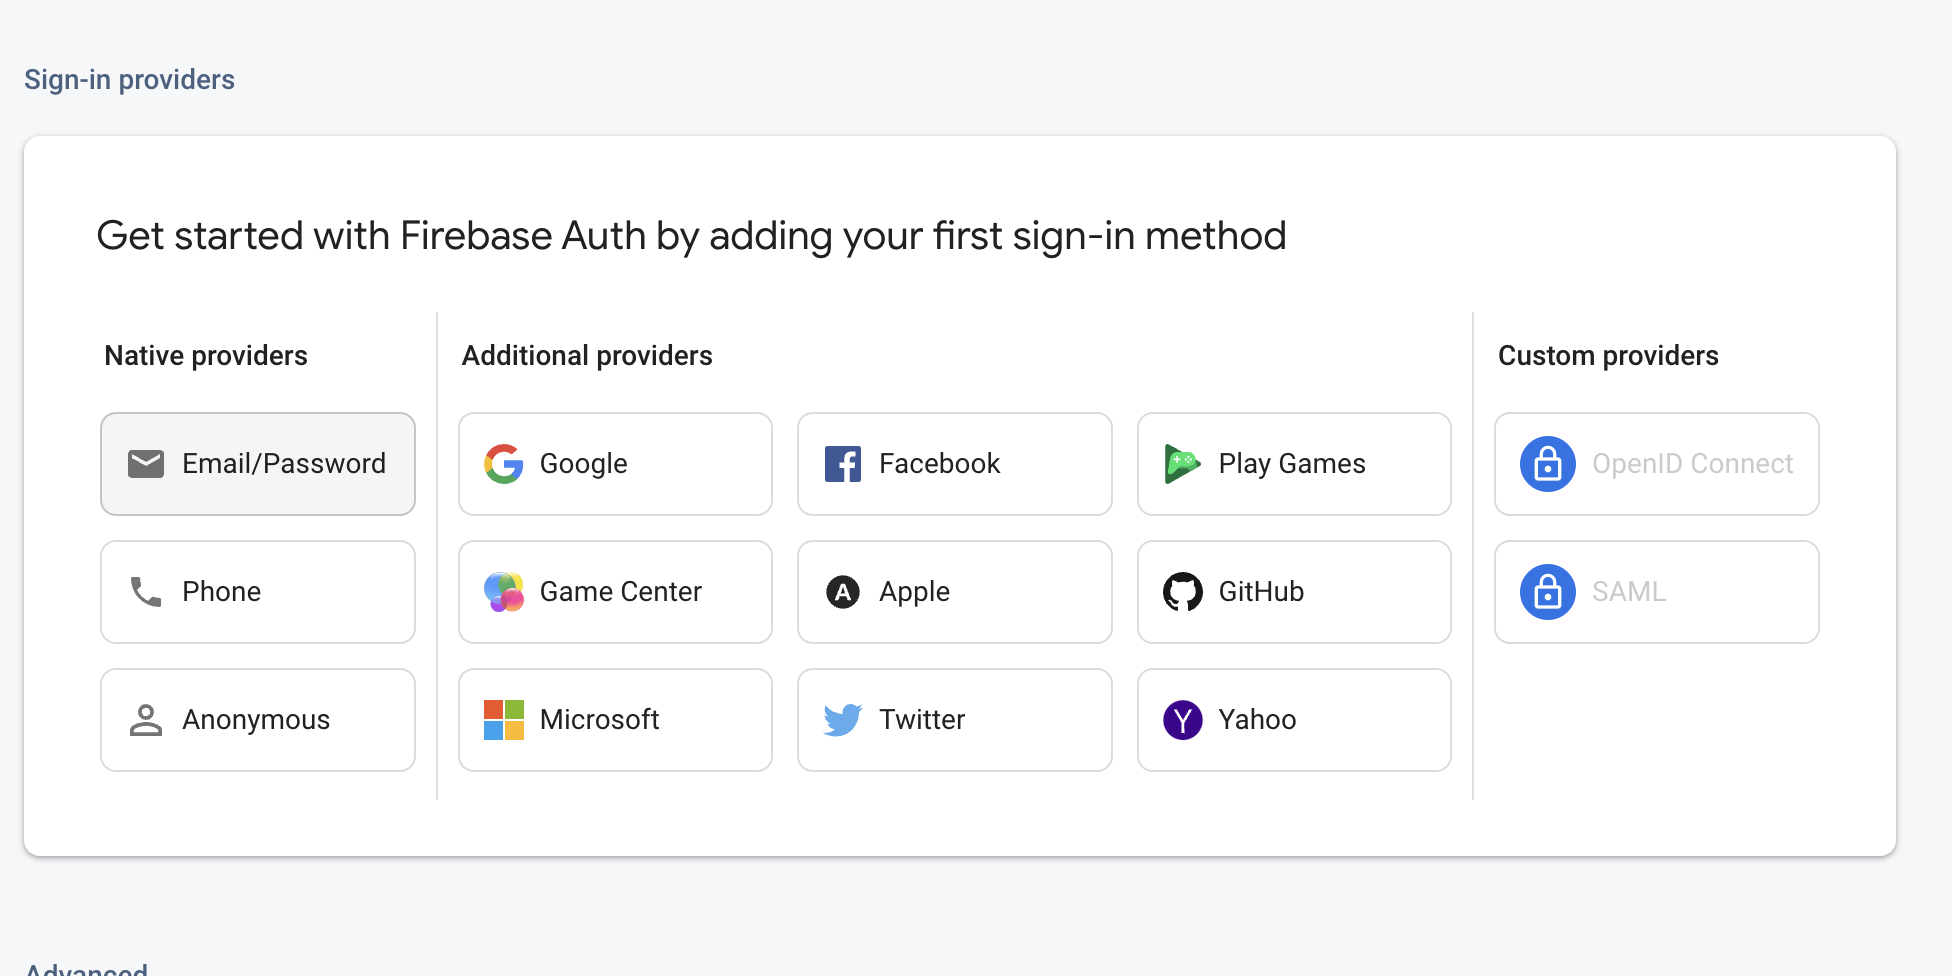 Sign-in providers
Get started with Firebase Auth by adding your first sign-in method
Native providers
Email/Password
Phone
Anonymous
Additional providers
Google
Facebook
Play Games
Game Center
Apple
GitHub
Microsoft
Twitter
Yahoo
Custom providers
OpenID Connect
SAML
Advanced